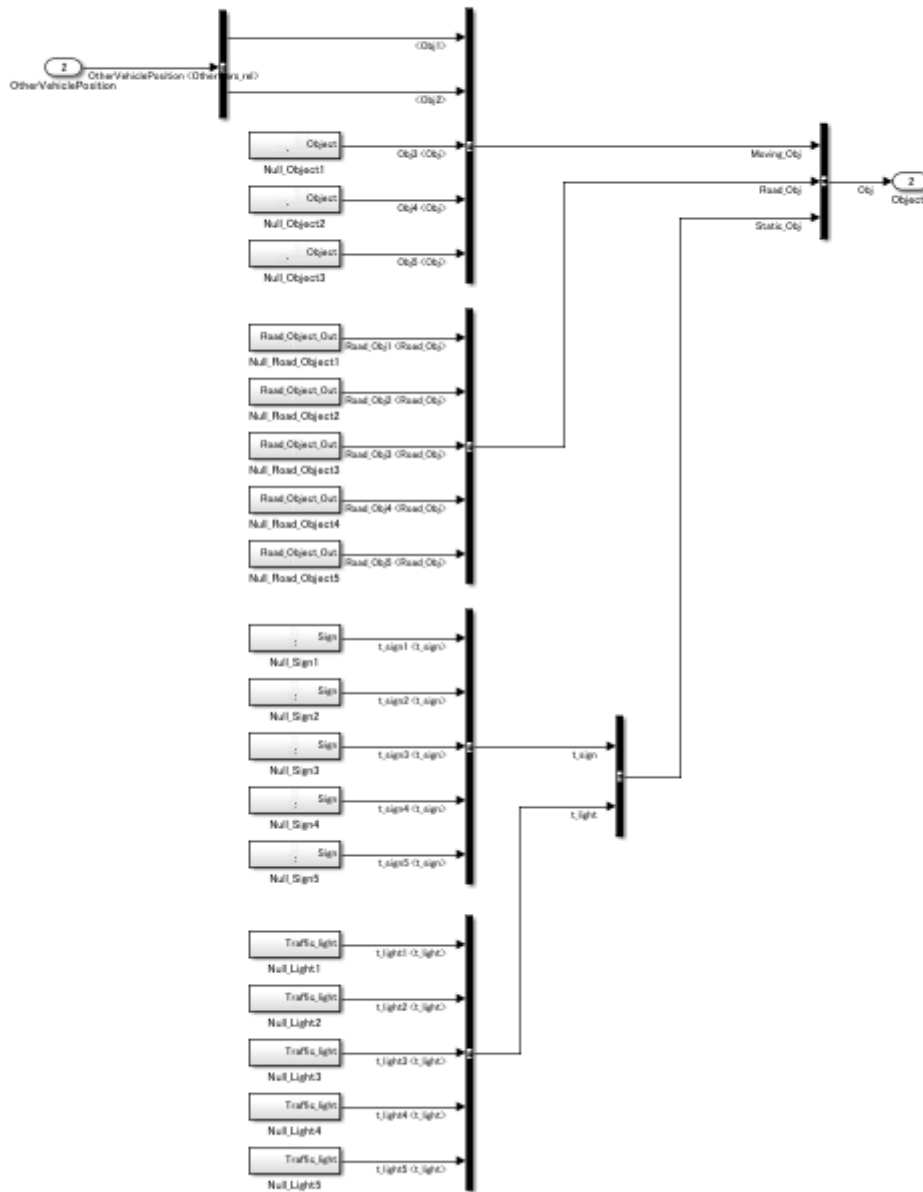 <Obj1>
2
OtherVehiclePosition
<Obj2>
Object
Obj3 <Obj>
Moving_Obj
Null_Object1
Object
Obj4 <Obj>
Road_Obj
Obj
2
Object
Null_Object2
Static_Obj
Object
Obj5 <Obj>
Null_Object3
Road_Object_Out
Road_Obj1 <Road_Obj>
Null_Road_Object1
Road_Object_Out
Road_Obj2 <Road_Obj>
Null_Road_Object2
Road_Object_Out
Road_Obj3 <Road_Obj>
Null_Road_Object3
Road_Object_Out
Road_Obj4 <Road_Obj>
Null_Road_Object4
Road_Object_Out
Road_Obj5 <Road_Obj>
Null_Road_Object5
Sign
t_sign1 <t_sign>
Null_Sign1
Sign
t_sign2 <t_sign>
Null_Sign2
Sign
t_sign3 <t_sign>
t_sign
Null_Sign3
Sign
t_sign4 <t_sign>
t_light
Null_Sign4
Sign
t_sign5 <t_sign>
Null_Sign5
Traffic_light
t_light1 <t_light>
Null_Light1
Traffic_light
t_light2 <t_light>
Null_Light2
Traffic_light
t_light3 <t_light>
Null_Light3
Traffic_light
t_light4 <t_light>
Null_Light4
Traffic_light
t_light5 <t_light>
Null_Light5